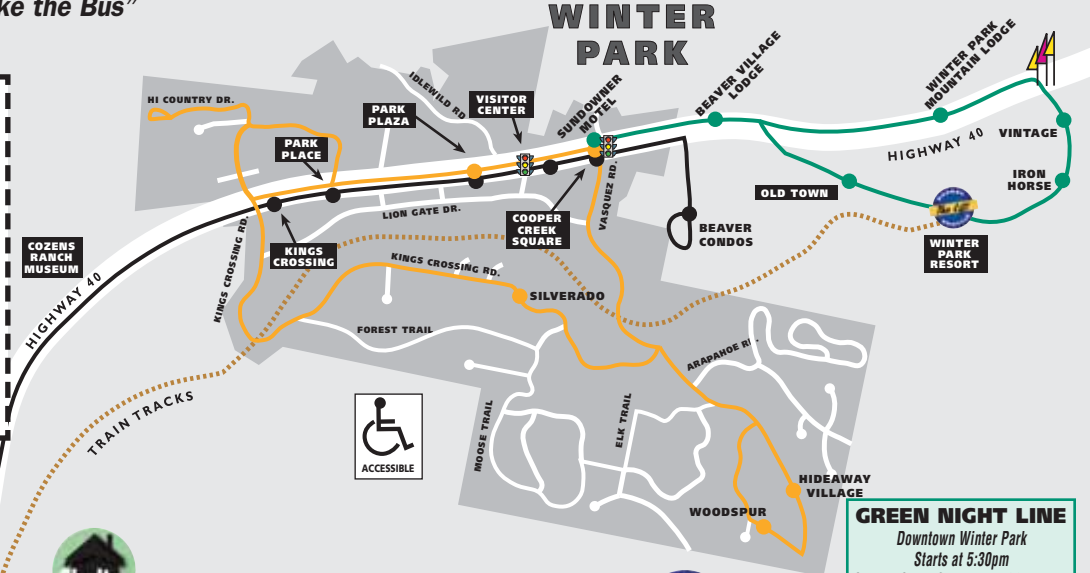 ke the Bus"
WINTER
PARK
HI COUNTRY DR.
IDLEWILD RD
PARK
PLAZA
VISITOR
CENTER
SUNDOWNER
MOTEL
BEAVER VILLAGE
LODGE
WINTER PARK
MOUNTAIN LODGE
PARK
PLACE
HIGHWAY 40
VINTAGE
IRON
HORSE
OLD TOWN
VASQUEZ RD.
LION GATE DR.
COOPER
CREEK
SQUARE
BEAVER
CONDOS
WINTER
PARK
RESORT
COZENS
RANCH
MUSEUM
KINGS
CROSSING
KINGS CROSSING RD.
KINGS CROSSING RD.
HIGHWAY 40
SILVERADO
FOREST TRAIL
ARAPAHOE RD.
TRAIN TRACKS
ACCESSIBLE
MOOSE TRAIL
ELK TRAIL
HIDEAWAY
VILLAGE
WOODSPUR
GREEN NIGHT LINE
Downtown Winter Park
Starts at 5:30pm